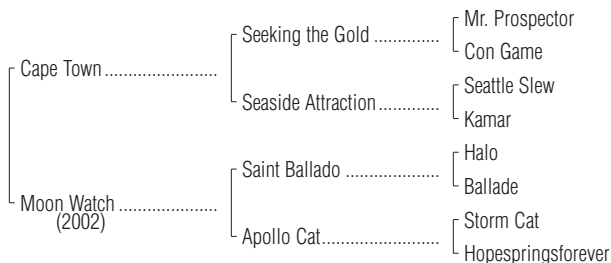 Mr. Prospector
Seeking the Gold ..............
Con Game
Cape Town ........................
Seattle Slew
Seaside Attraction.............
Kamar
Halo
Saint Ballado ....................
Ballade
Moon Watch .....................
(2002)
Storm Cat
Apollo Cat.........................
Hopespringsforever